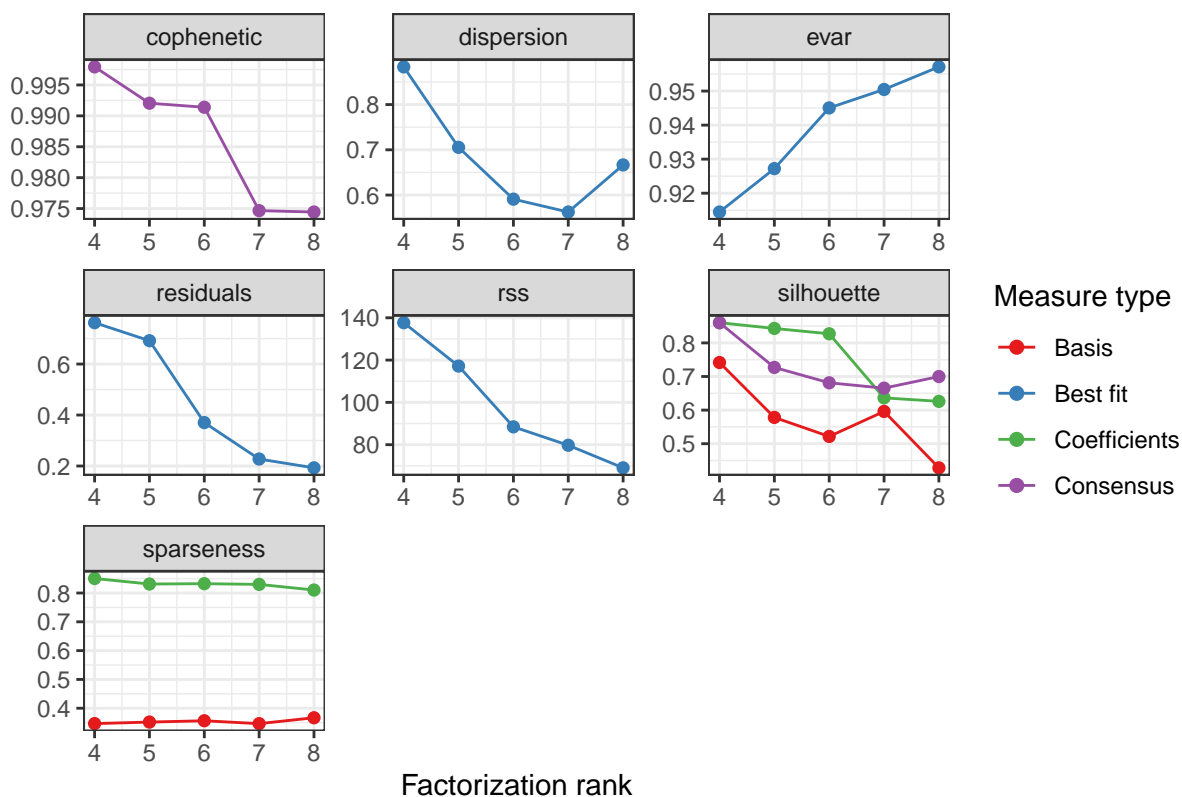 cophenetic
dispersion
evar
0.995
0.990
0.985
0.980
0.975
4 5 6 7 8
0.8
0.7
0.6
4 5 6 7 8
0.95
0.94
0.93
0.92
4 5 6 7 8
residuals
rss
silhouette
0.6
0.4
0.2
4 5 6 7 8
140
120
100
80
4 5 6 7 8
0.8
0.7
0.6
0.5
4 5 6 7 8
sparseness
0.8
0.7
0.6
0.5
0.4
4 5 6 7 8
Factorization rank
Measure type
Basis
Best fit
Coefficients
Consensus